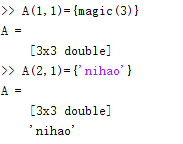 >> A(1,1)={magic(3)}
A =
[3x3 double]
>> A(2,1)={'nihao'}
A =
[3x3 double]
'nihao'